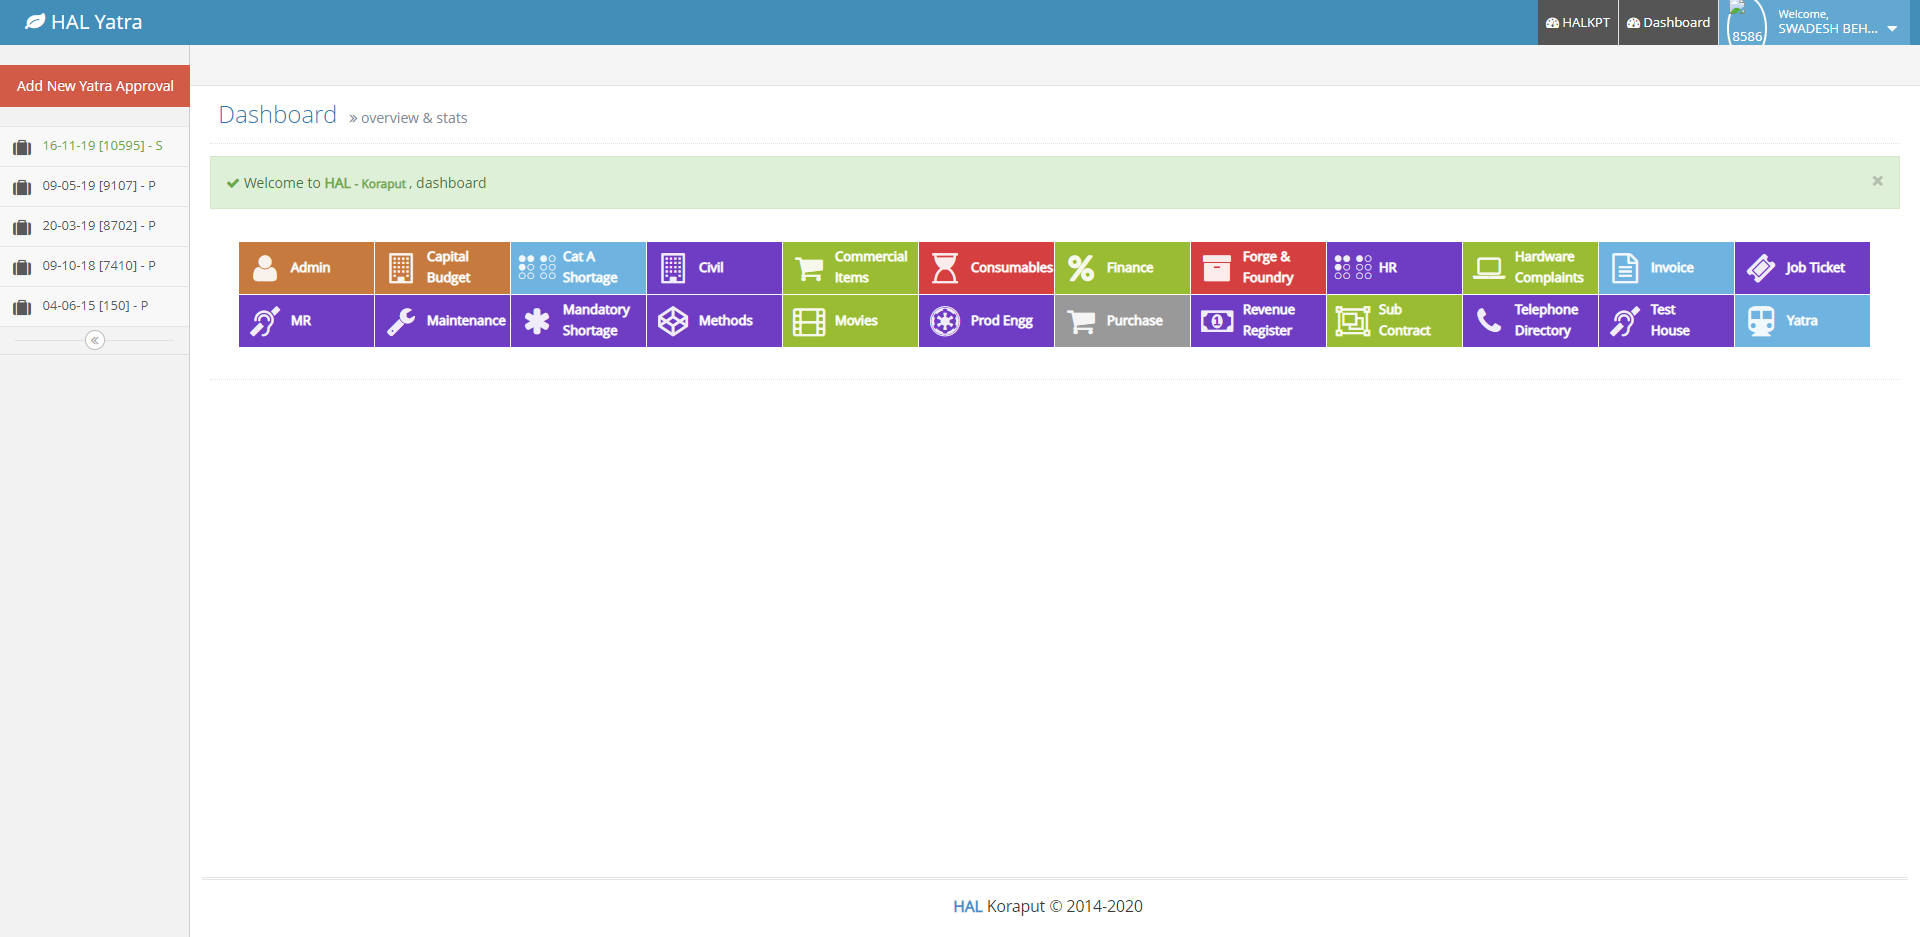 HAL Yatra
HALKPT
Dashboard
8586
Welcome,
SWADESH BEH...
Add New Yatra Approval
16-11-19 [10595] - S
09-05-19 [9107] - P
20-03-19 [8702] - P
09-10-18 [7410] - P
04-06-15 [150] - P
Dashboard » overview & stats
Welcome to HAL - Koraput , dashboard
Admin
Capital
Budget
Cat A
Shortage
Civil
Commercial
Items
Consumables
Finance
Forge &
Foundry
HR
Hardware
Complaints
Invoice
Job Ticket
MR
Maintenance
Mandatory
Shortage
Methods
Movies
Prod Engg
Purchase
Revenue
Register
Sub
Contract
Telephone
Directory
Test
House
Yatra
HAL Koraput © 2014-2020